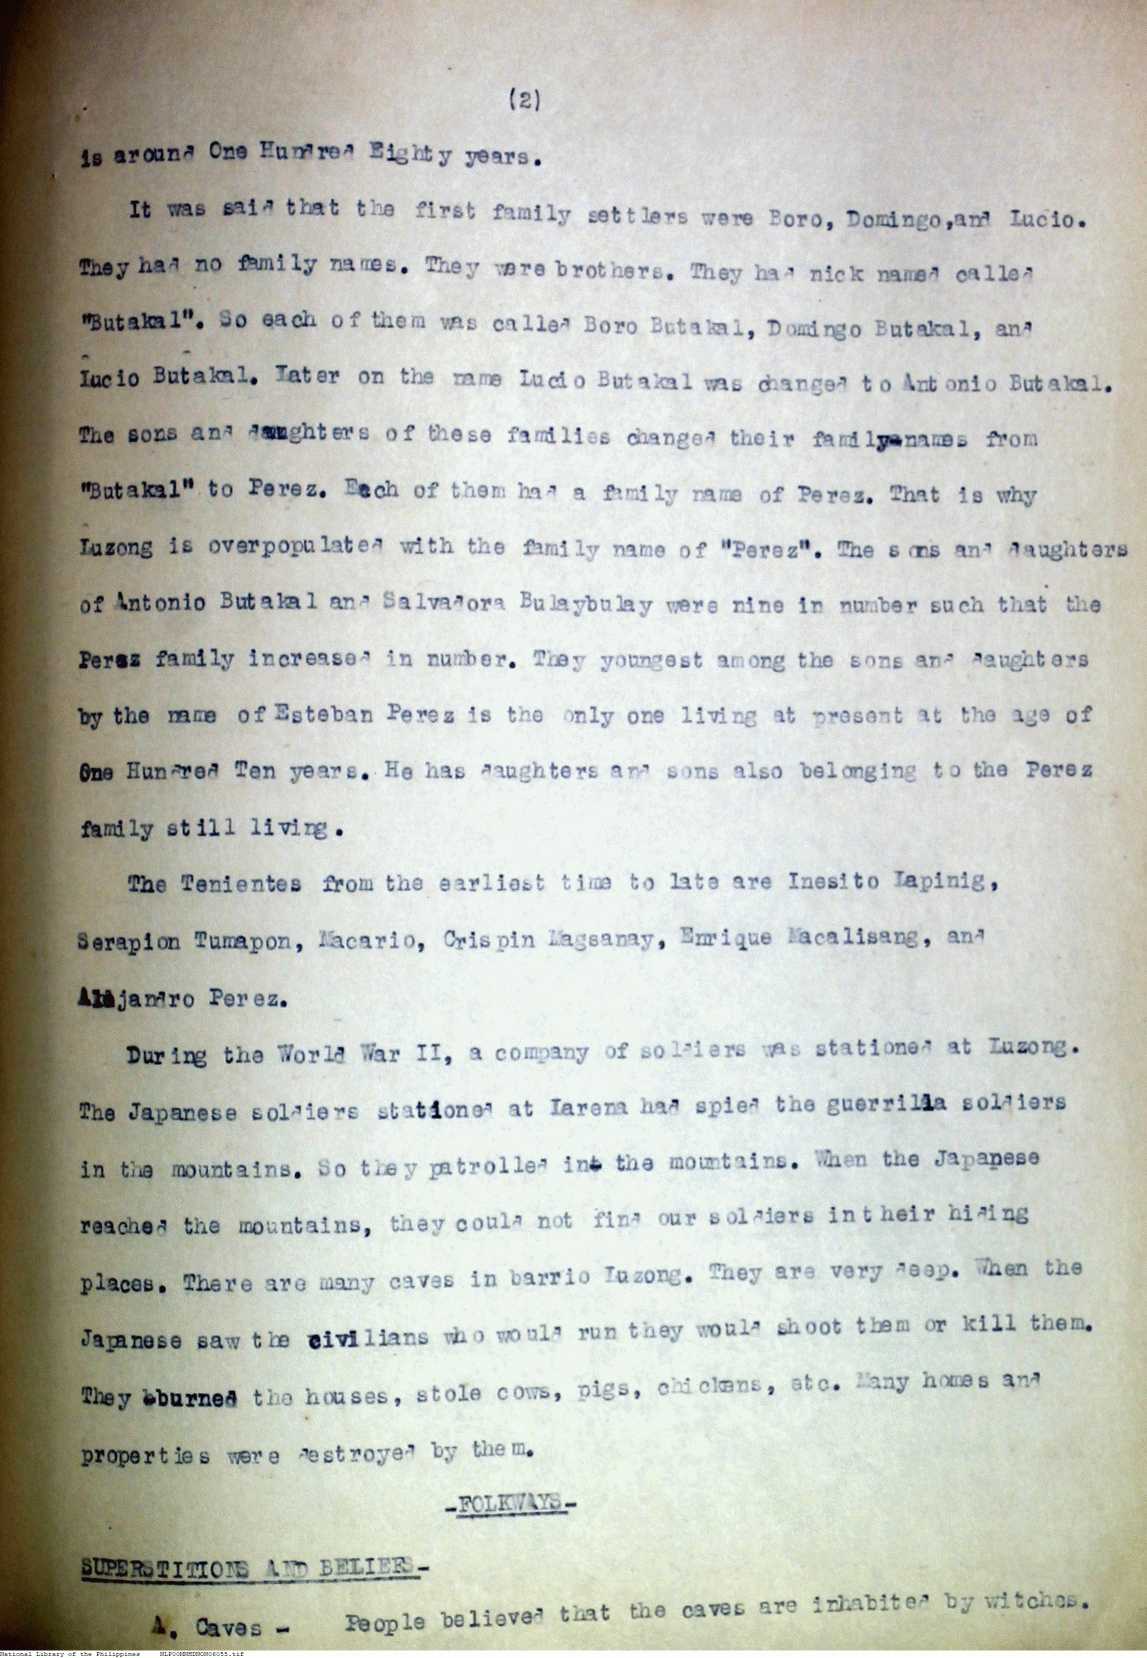 (2)
is around One Hundred Eighty years.
It was said that the first family settlers were Boro, Domingo,and Lucio.
They had no family names. They were brothers. They had nick named called
"Butakal". So each of them was called Boro Butakal, Domingo Butakal, and
Lucio Butakal. Later on the name Lucio Butakal was changed to Antonio Butakal.
The sons and daughters of these families changed their family names from
"Butakal" to Perez. Each of them had a family name of Perez. That is why
Luzong is overpopulated with the family name of "Perez". The sons and daughters
of Antonio Butakal and Salvadora Bulaybulay were nine in number such that the
Perez family increased in number. They youngest among the sons and daughters
by the name of Esteban Perez is the only one living at present at the age of
One Hundred Ten years. He has daughters and sons also belonging to the Perez
family still living.
The Tenientes from the earliest time to late are Inesito Lapinig,
Serapion Tumapon, Macario, Crispin Magsanay, Enrique Macalisang, and
Alejandro Perez.
During the World War II, a company of soldiers was stationed at Luzong.
The Japanese soldiers stationed at Larena had spied the guerrilla soldiers
in the mountains. So they patrolled int the mountains. When the Japanese
reached the mountains, they could not find our soldiers in their hiding
places. There are many caves in barrio Luzong. They are very deep. When the
Japanese saw the civilians who would run they would shoot them or kill them.
They burned the houses, stole cows, pigs, chickens, etc. Many homes and
properties were destroyed by them.
-FOLKWAYS-
SUPERSTITIONS AND BELIEFS-
A. Caves - People believed that the caves are inhabited by witches.
National Library of the Philippines